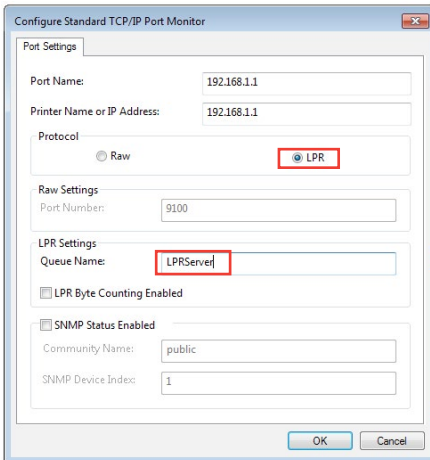 Configure Standard TCP/IP Port Monitor
Port Settings
Port Name: 192.168.1.1
Printer Name or IP Address: 192.168.1.1
Protocol
Raw LPR
Raw Settings
Port Number: 9100
LPR Settings
Queue Name: LPRServer
LPR Byte Counting Enabled
SNMP Status Enabled
Community Name: public
SNMP Device Index: 1
OK Cancel